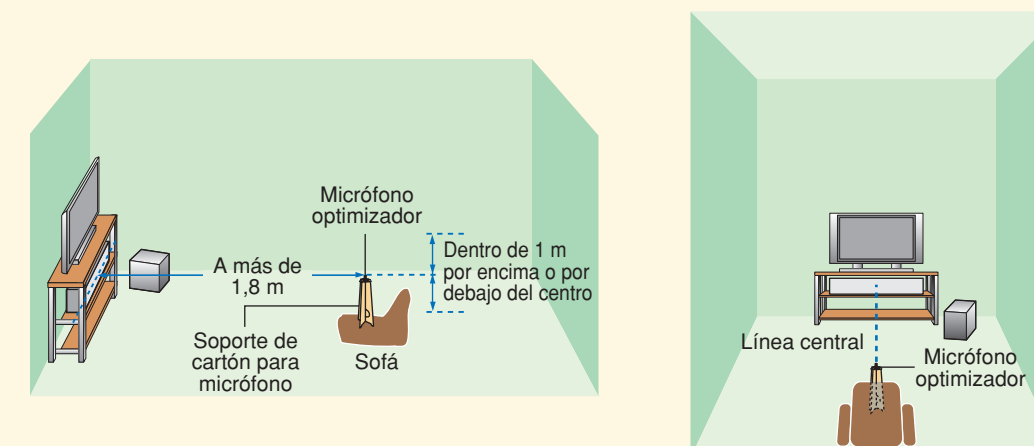 Micrófono
optimizador
Dentro de 1 m
por encima o por
debajo del centro
A más de
1,8 m
Soporte de
cartón para
micrófono
Sofá
Línea central
Micrófono
optimizador